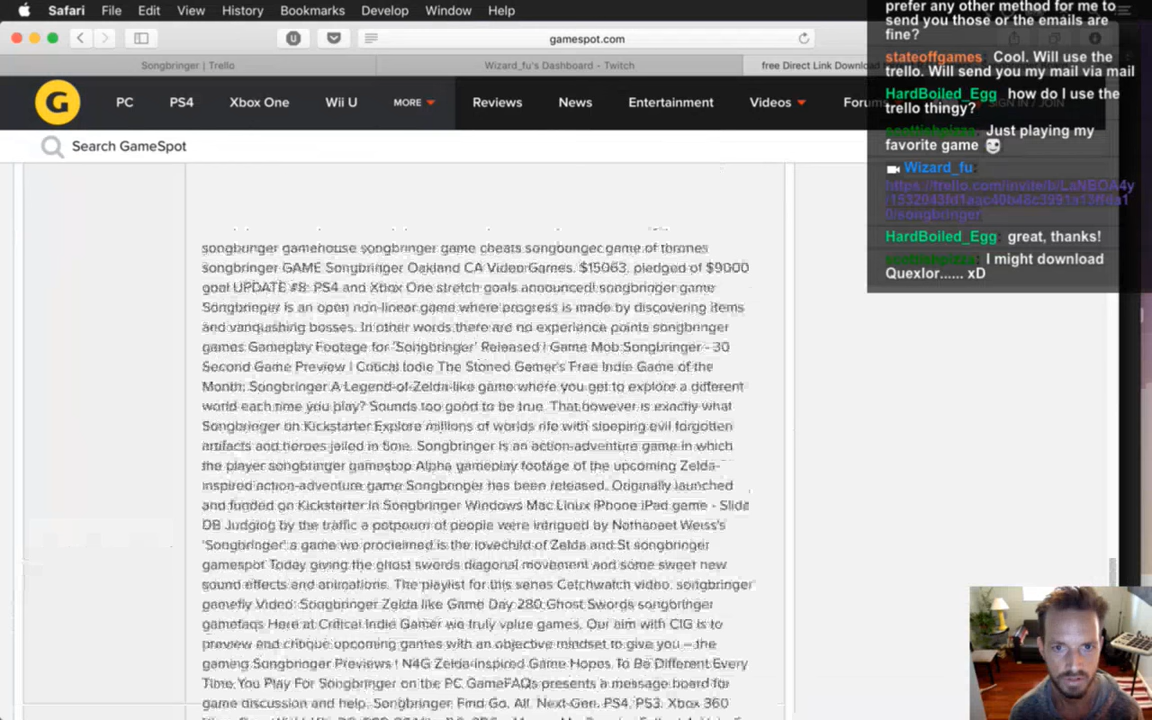 Safari File Edit View History Bookmarks Develop Window Help
gamespot.com
Songbringer | Trello
Wizard_fu's Dashboard - Twitch
free Direct Link Download
G PC PS4 Xbox One Wii U MORE Reviews News Entertainment Videos Forums SIGN IN / JOIN
Search GameSpot
songbringer gamehouse songbringer game cheats songbringer game of thrones
songbringer GAME Songbringer Oakland CA Video Games. $15063. pledged of $9000
goal UPDATE #8: PS4 and Xbox One stretch goals announced! songbringer game
Songbringer is an open non-linear game where progress is made by discovering items
and vanquishing bosses. In other words there are no experience points songbringer
games Gameplay Footage for 'Songbringer' Released | Game Mob Songbringer - 30
Second Game Preview | Critical Indie The Stoned Gamer's Free Indie Game of the
Month: Songbringer A Legend-of-Zelda-like game where you get to explore a different
world each time you play? Sounds too good to be true. That however is exactly what
Songbringer on Kickstarter Explore millions of worlds rife with sleeping evil forgotten
artifacts and heroes jailed in time. Songbringer is an action-adventure game in which
the player songbringer gamestop Alpha gameplay footage of the upcoming Zelda-
inspired action-adventure game Songbringer has been released. Originally launched
and funded on Kickstarter in Songbringer Windows Mac Linux iPhone iPad game - Slide
DB Judging by the traffic a potpourri of people were intrigued by Nathanael Weiss's
'Songbringer' a game we proclaimed is the lovechild of Zelda and St songbringer
gamespot Today giving the ghost swords diagonal movement and some sweet new
sound effects and animations. The playlist for this series Catchwatch video. songbringer
gamefly Video: Songbringer Zelda like Game Day 280 Ghost Swords songbringer
gamefaqs Here at Critical Indie Gamer we truly value games. Our aim with CIG is to
preview and critique upcoming games with an objective mindset to give you – the
gaming Songbringer Previews ! N4G Zelda-inspired Game Hopes To Be Different Every
Time You Play For Songbringer on the PC GameFAQs presents a message board for
game discussion and help. Songbringer Find Go. All. Next-Gen. PS4. PS3. Xbox 360
prefer any other method for me to
send you those or the emails are
fine?
stateoffgames: Cool. Will use the
trello. Will send you my mail via mail
HardBoiled_Egg: how do I use the
trello thingy?
scottishpizza: Just playing my
favorite game
Wizard_fu:
HardBoiled_Egg: great, thanks!
scottishpizza: I might download
Quexlor...... xD